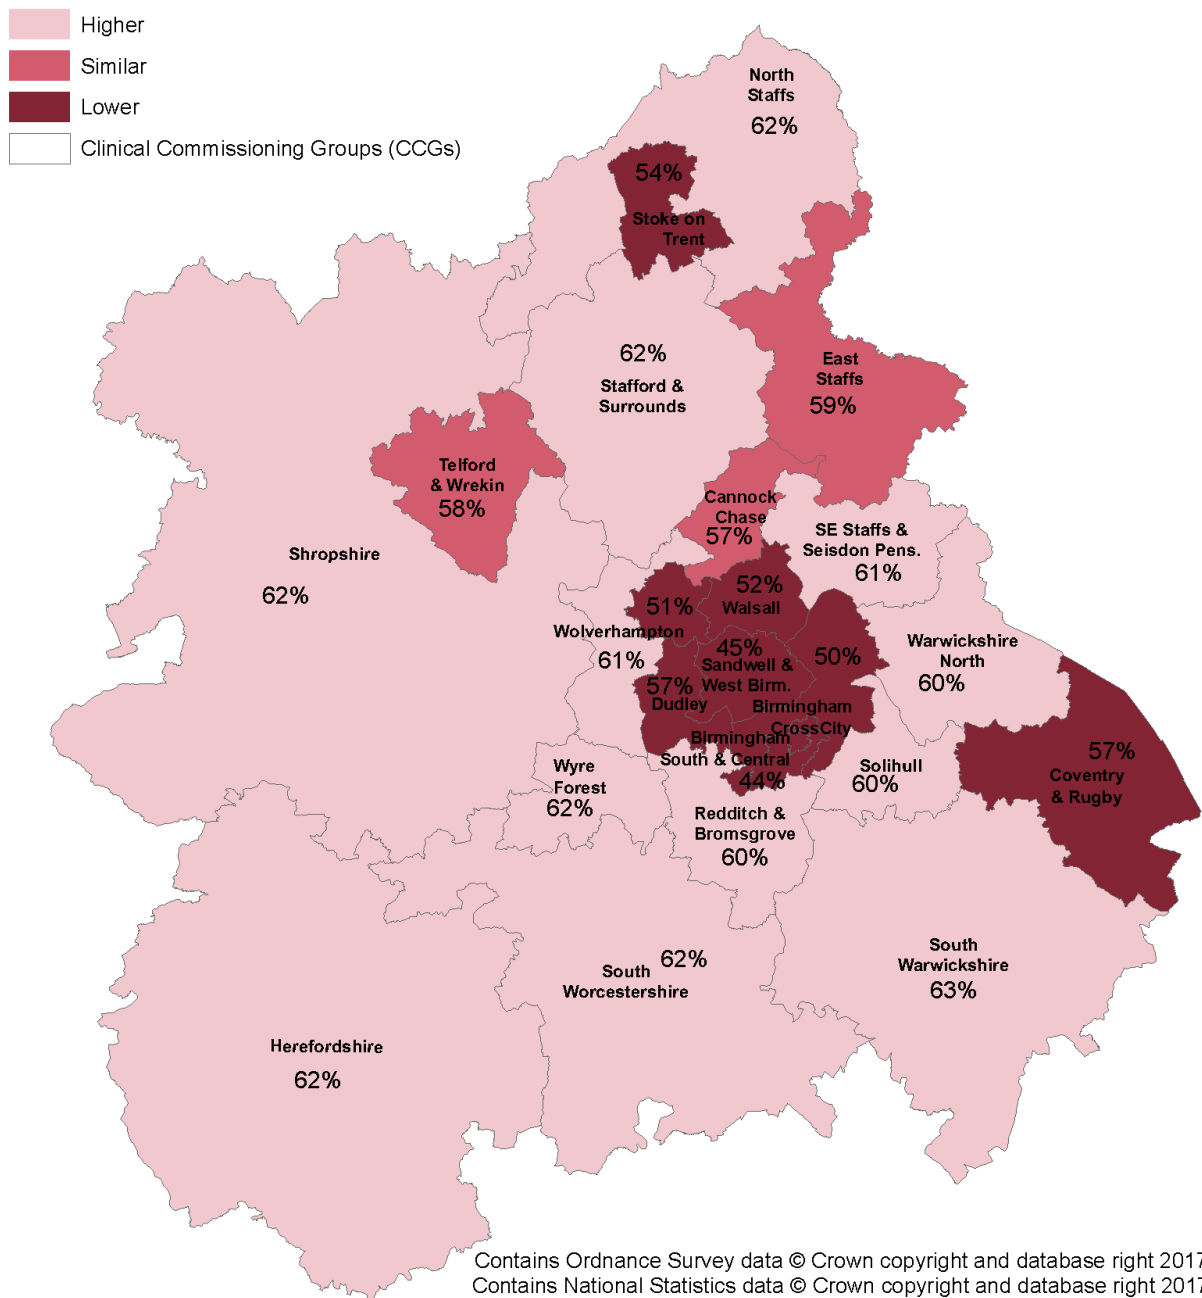 Higher
Similar
Lower
Clinical Commissioning Groups (CCGs)
North
Staffs
62%
54%
Stoke on
Trent
62%
Stafford &
Surrounds
East
Staffs
59%
Telford
& Wrekin
58%
Cannock
Chase
57%
SE Staffs &
Seisdon Pens.
61%
Shropshire
62%
52%
Walsall
51%
Wolverhampton
61%
45%
Sandwell &
West Birm.
50%
Birmingham
CrossCity
57%
Dudley
Birmingham
South & Central
44%
Warwickshire
North
60%
Solihull
60%
57%
Coventry
& Rugby
Wyre
Forest
62%
Redditch &
Bromsgrove
60%
South
Warwickshire
63%
62%
South
Worcestershire
Herefordshire
62%
Contains Ordnance Survey data © Crown copyright and database right 2017
Contains National Statistics data © Crown copyright and database right 2017